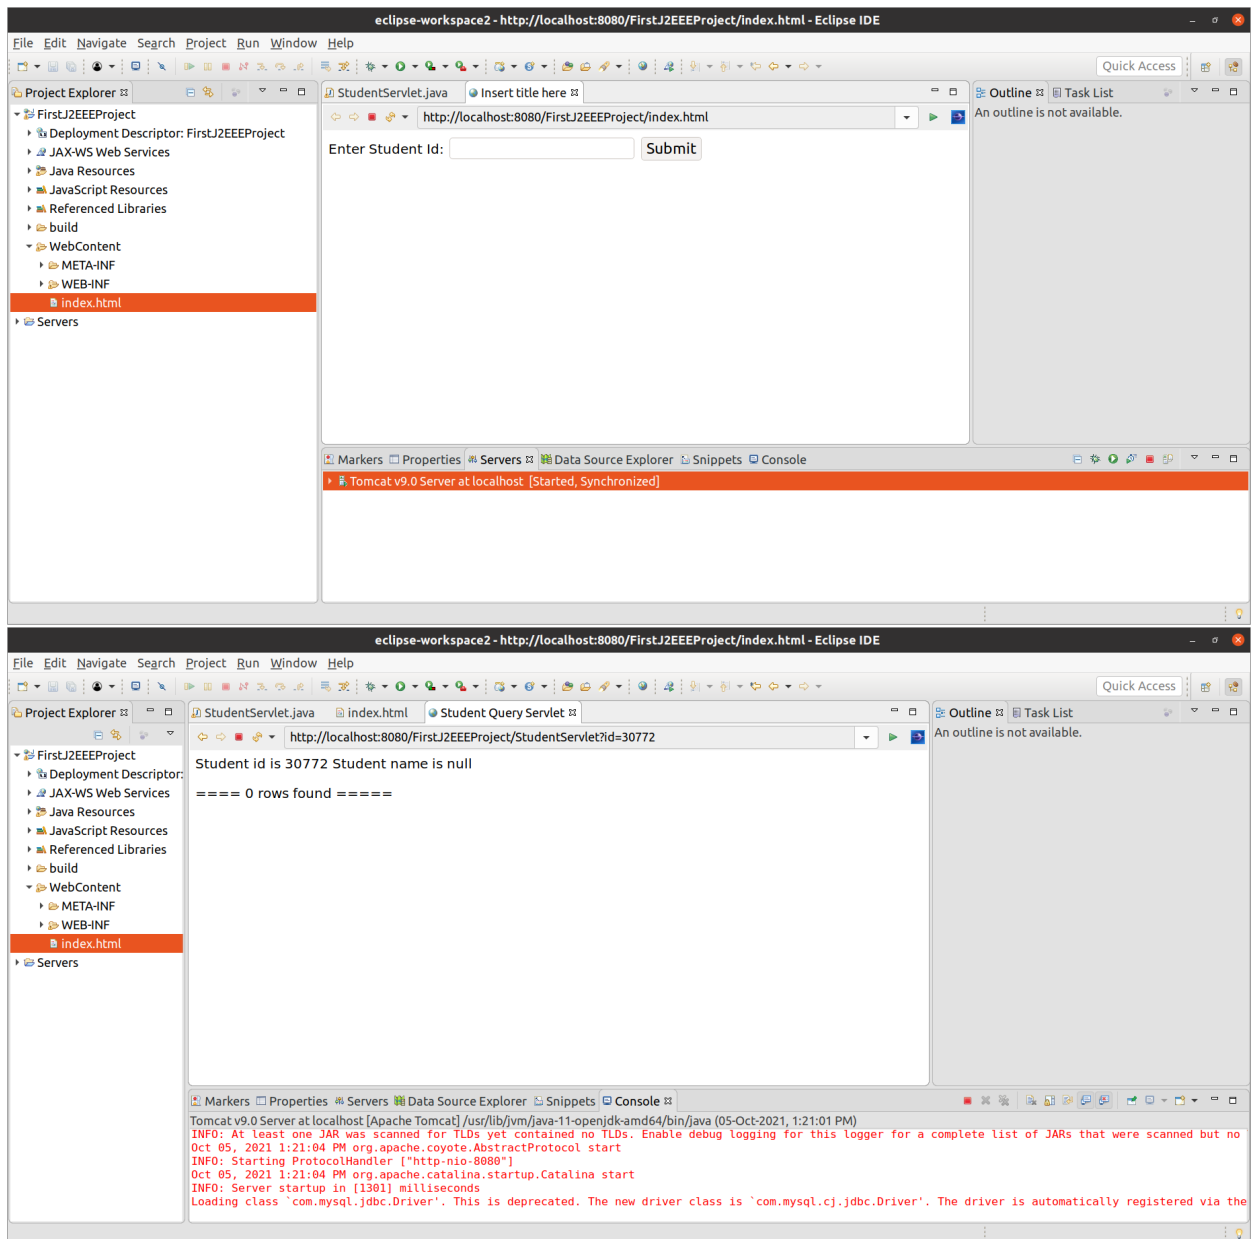 eclipse-workspace2 - http://localhost:8080/FirstJ2EEEProject/index.html - Eclipse IDE
File Edit Navigate Search Project Run Window Help
Quick Access
Project Explorer
StudentServlet.java Insert title here
Outline Task List
FirstJ2EEEProject
http://localhost:8080/FirstJ2EEEProject/index.html
An outline is not available.
Deployment Descriptor: FirstJ2EEEProject
JAX-WS Web Services
Enter Student Id: Submit
Java Resources
JavaScript Resources
Referenced Libraries
build
WebContent
META-INF
WEB-INF
index.html
Servers
Markers Properties Servers Data Source Explorer Snippets Console
Tomcat v9.0 Server at localhost [Started, Synchronized]
eclipse-workspace2 - http://localhost:8080/FirstJ2EEEProject/index.html - Eclipse IDE
File Edit Navigate Search Project Run Window Help
Quick Access
Project Explorer
StudentServlet.java index.html Student Query Servlet
Outline Task List
http://localhost:8080/FirstJ2EEEProject/StudentServlet?id=30772
An outline is not available.
FirstJ2EEEProject
Deployment Descriptor:
JAX-WS Web Services
Java Resources
JavaScript Resources
Referenced Libraries
build
WebContent
META-INF
WEB-INF
index.html
Servers
Student id is 30772 Student name is null
==== 0 rows found =====
Markers Properties Servers Data Source Explorer Snippets Console
Tomcat v9.0 Server at localhost [Apache Tomcat] /usr/lib/jvm/java-11-openjdk-amd64/bin/java (05-Oct-2021, 1:21:01 PM)
INFO: At least one JAR was scanned for TLDs yet contained no TLDs. Enable debug logging for this logger for a complete list of JARs that were scanned but no
Oct 05, 2021 1:21:04 PM org.apache.coyote.AbstractProtocol start
INFO: Starting ProtocolHandler ["http-nio-8080"]
Oct 05, 2021 1:21:04 PM org.apache.catalina.startup.Catalina start
INFO: Server startup in [1301] milliseconds
Loading class `com.mysql.jdbc.Driver'. This is deprecated. The new driver class is `com.mysql.cj.jdbc.Driver'. The driver is automatically registered via the